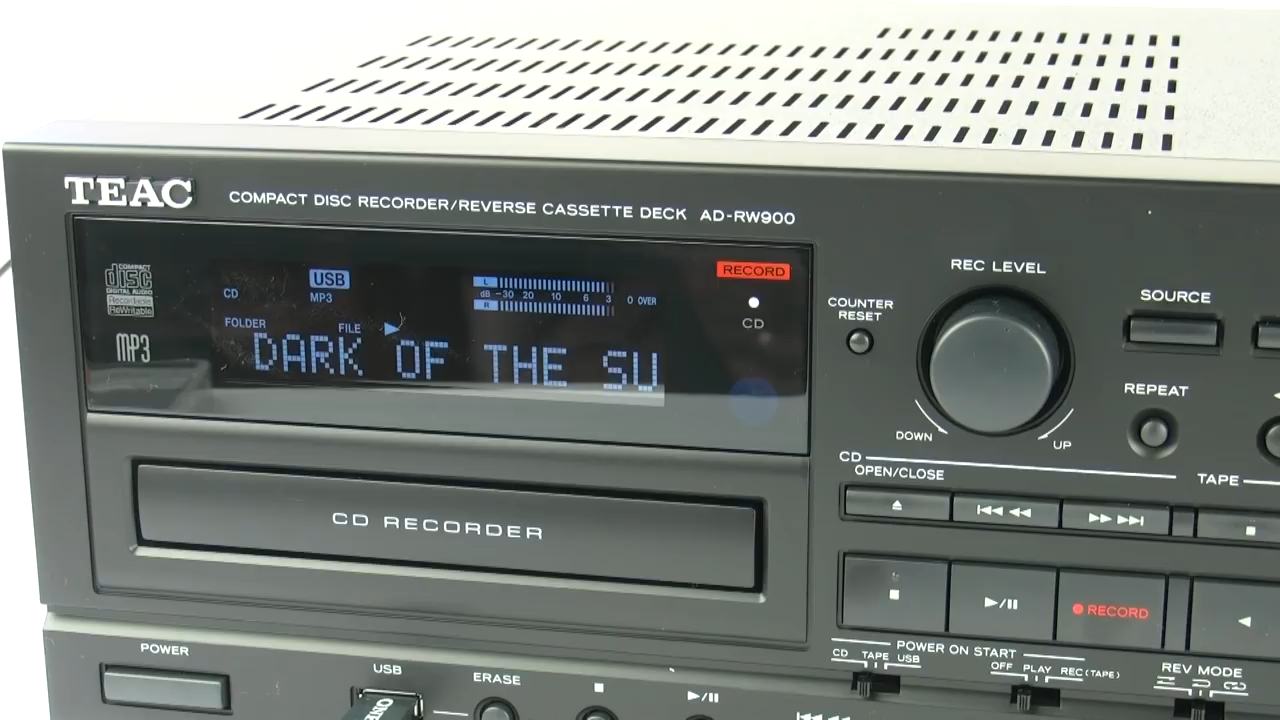 TEAC
COMPACT DISC RECORDER/REVERSE CASSETTE DECK AD-RW900
COMPACT
disc
DIGITAL AUDIO
Recordable
ReWritable
MP3
USB
CD
MP3
L
dB -30 20 10 6 3 0 OVER
R
FOLDER
FILE
DARK OF THE SU
RECORD
CD
REC LEVEL
DOWN
UP
COUNTER
RESET
SOURCE
REPEAT
CD
OPEN/CLOSE
TAPE
CD RECORDER
RECORD
POWER ON START
CD TAPE USB
OFF PLAY REC(TAPE)
REV MODE
POWER
USB
ERASE